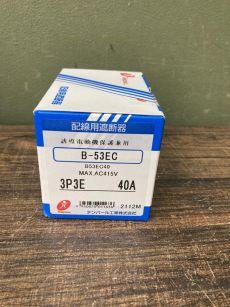 配線用遮断器
誘導電動機保護兼用
B-53EC
B53EC40
MAX.AC415V
3P3E 40A
2112M
テンパール工業株式会社